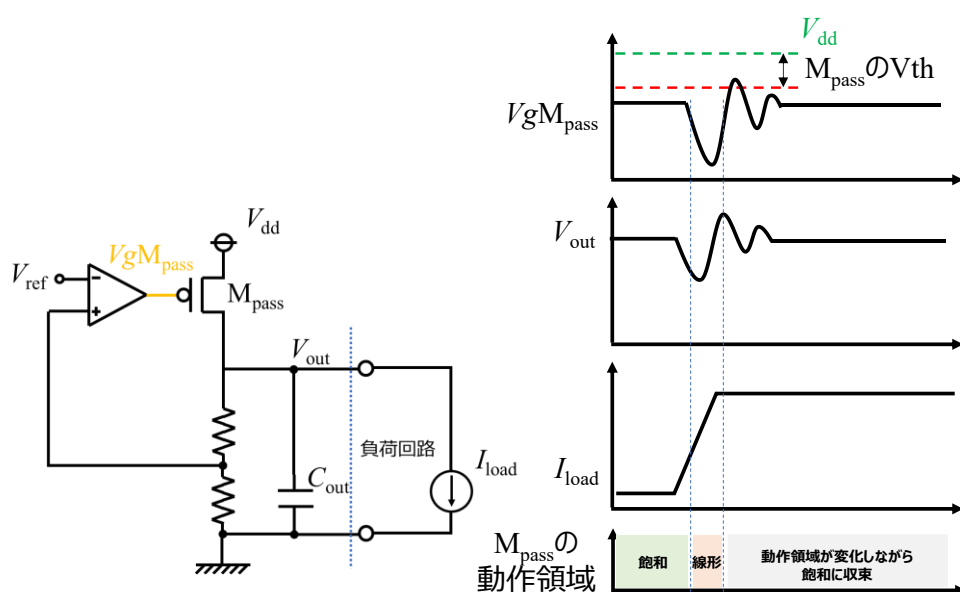 Vdd
VgMpass
Vref
-
+
Mpass
Vout
負荷回路
Cout
Iload
Vdd
MpassのVth
VgMpass
Vout
Iload
Mpassの
動作領域
飽和
線形
動作領域が変化しながら
飽和に収束